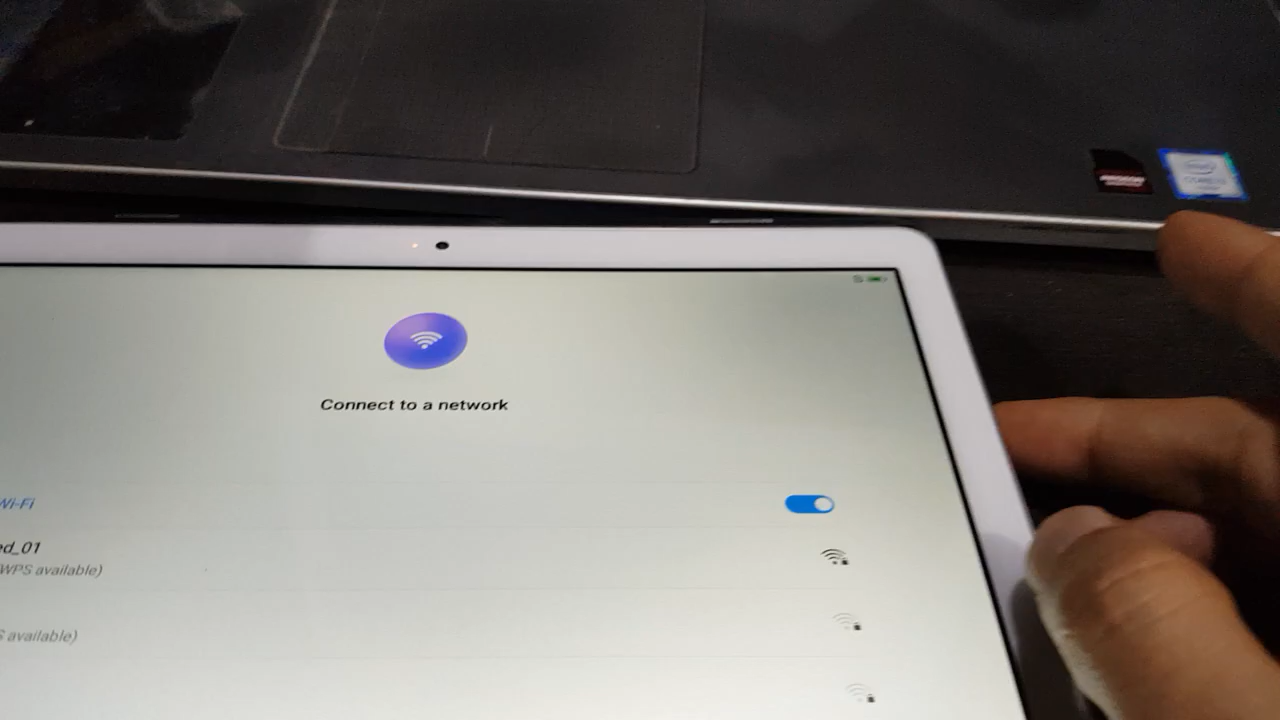 Connect to a network
Wi-Fi
ed_01
WPS available)
S available)